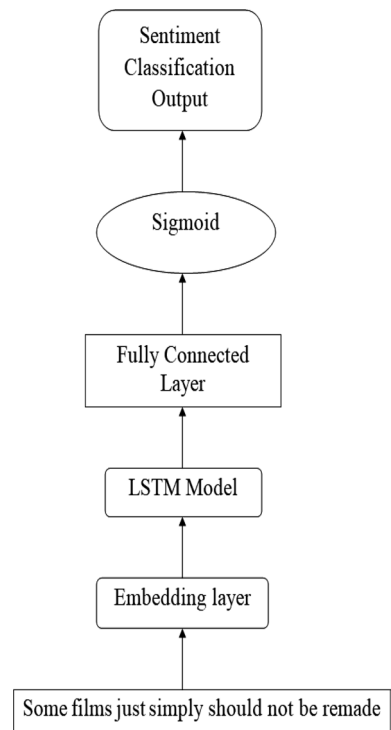 Sentiment
Classification
Output
Sigmoid
Fully Connected
Layer
LSTM Model
Embedding layer
Some films just simply should not be remade